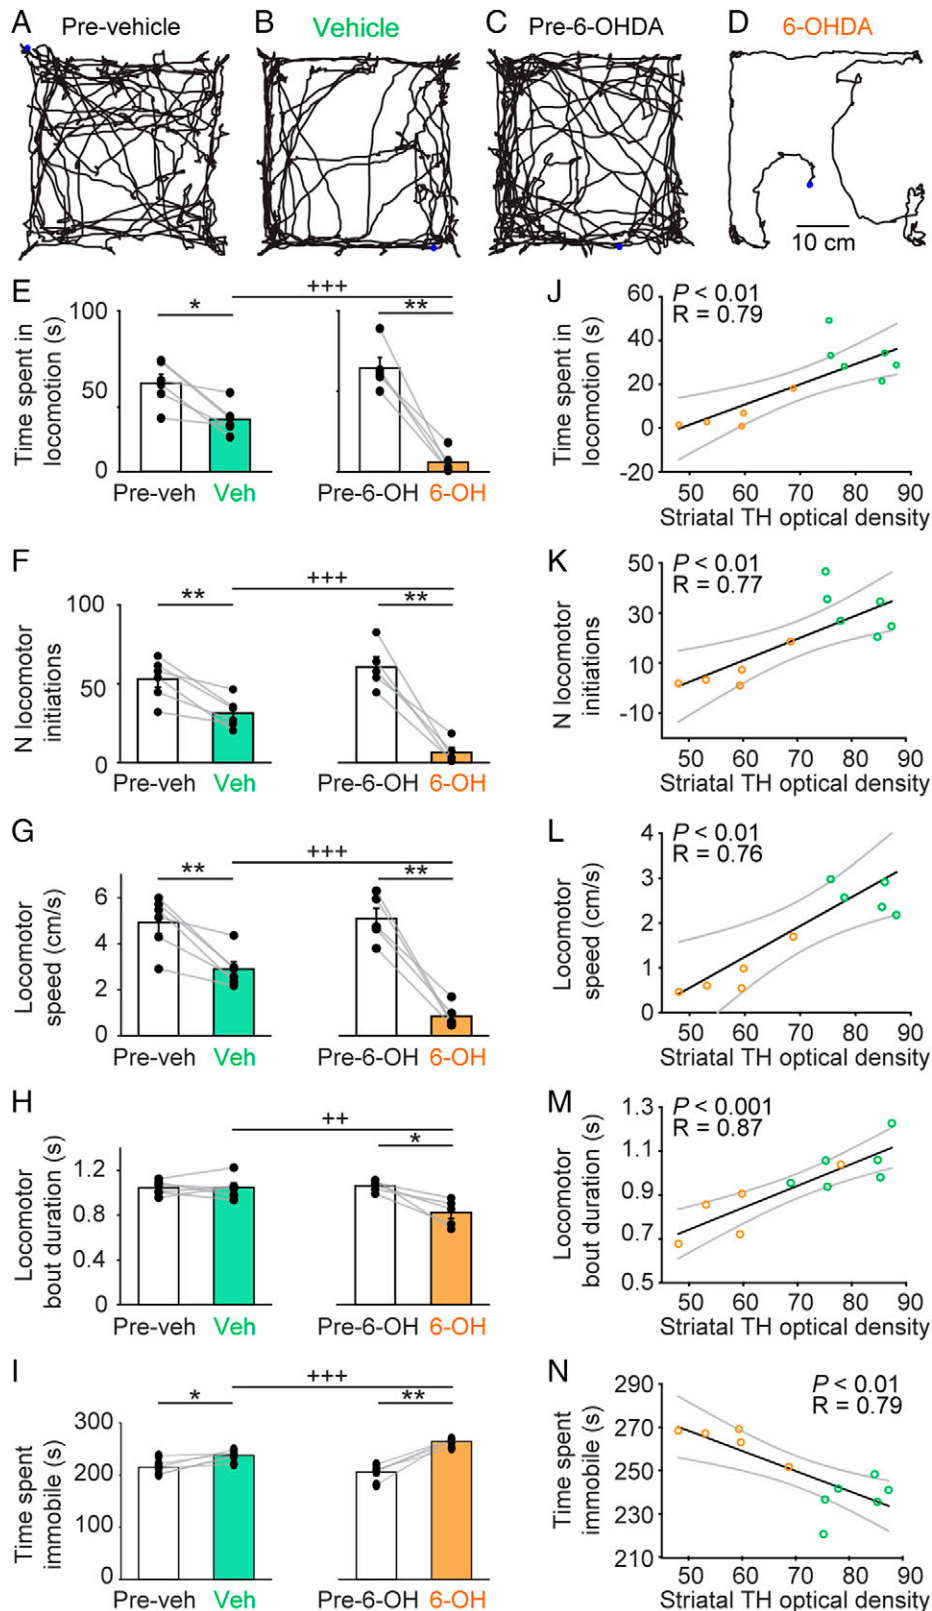 A Pre-vehicle
B Vehicle
C Pre-6-OHDA
D 6-OHDA
10 cm
E
Time spent in
locomotion (s)
100
50
0
*
+++
**
Pre-veh Veh Pre-6-OH 6-OH
J
P < 0.01
R = 0.79
Time spent in
locomotion (s)
60
40
20
0
-20
50 60 70 80 90
Striatal TH optical density
F
N locomotor
initiations
100
50
0
**
+++
**
Pre-veh Veh Pre-6-OH 6-OH
K
P < 0.01
R = 0.77
N locomotor
initiations
50
30
10
-10
50 60 70 80 90
Striatal TH optical density
G
Locomotor
speed (cm/s)
6
4
2
0
**
+++
**
Pre-veh Veh Pre-6-OH 6-OH
L
P < 0.01
R = 0.76
Locomotor
speed (cm/s)
4
3
2
1
0
50 60 70 80 90
Striatal TH optical density
H
Locomotor
bout duration (s)
1.2
0.8
0.4
0
++
*
Pre-veh Veh Pre-6-OH 6-OH
M
P < 0.001
R = 0.87
Locomotor
bout duration (s)
1.3
1.1
0.9
0.7
0.5
50 60 70 80 90
Striatal TH optical density
I
Time spent
immobile (s)
300
200
100
0
*
+++
**
Pre-veh Veh Pre-6-OH 6-OH
N
P < 0.01
R = 0.79
Time spent
immobile (s)
290
270
250
230
210
50 60 70 80 90
Striatal TH optical density